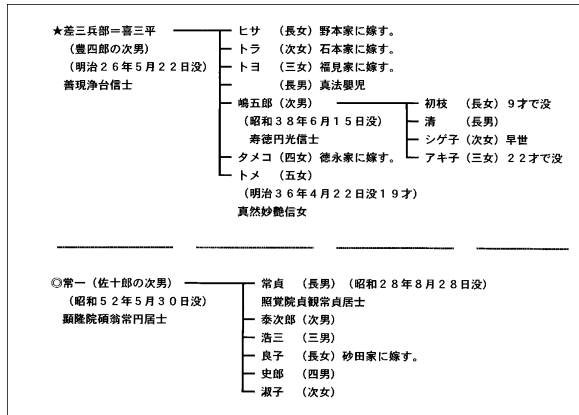 ★差三兵部＝喜三平 ヒサ （長女）野本家に嫁す。
（豊四郎の次男） トラ （次女）石本家に嫁す。
（明治２６年５月２２日没） トヨ （三女）福見家に嫁す。
善現浄台信士 （長男）真法嬰児
嶋五郎（次男） 初枝 （長女）９才で没
（昭和３８年６月１５日没） 清 （長男）
寿徳円光信士 シゲ子（次女）早世
タメコ（四女）徳永家に嫁す。 アキ子（三女）２２才で没
トメ （五女）
（明治３６年４月２２日没１９才）
真然妙艶信女
◎常一（佐十郎の次男） 常貞 （長男）（昭和２８年８月２８日没）
（昭和５２年５月３０日没） 照覚院貞観常貞居士
顕隆院碩翁常円居士 泰次郎（次男）
浩三 （三男）
良子 （長女）砂田家に嫁す。
史郎 （四男）
淑子 （次女）